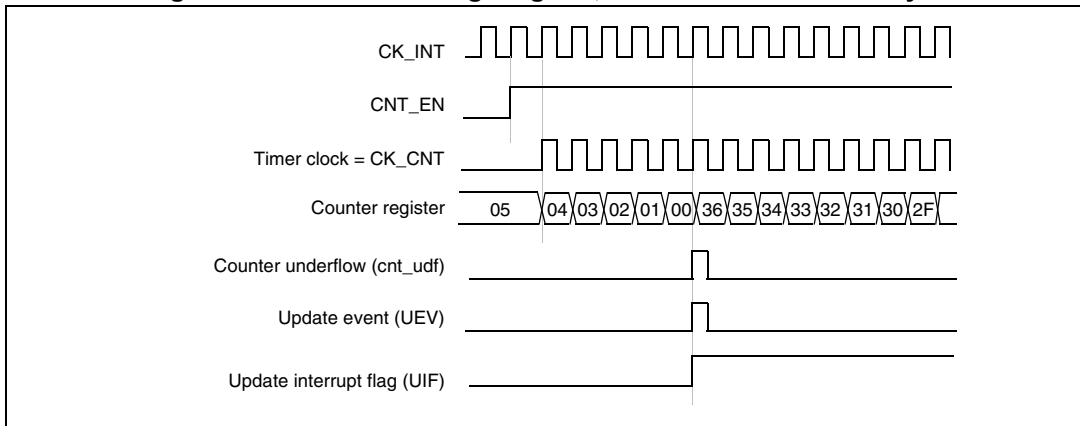 CK_INT
CNT_EN
Timer clock = CK_CNT
Counter register 05 04 03 02 01 00 36 35 34 33 32 31 30 2F
Counter underflow (cnt_udf)
Update event (UEV)
Update interrupt flag (UIF)